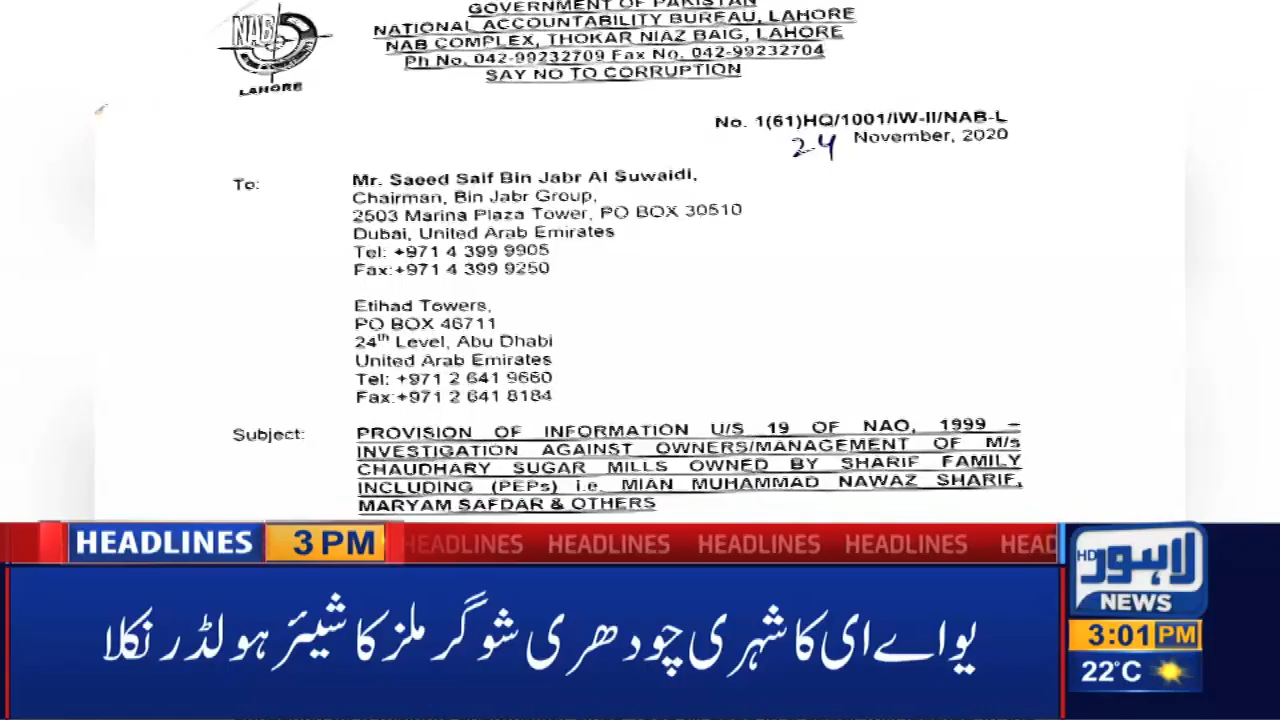 GOVERNMENT OF PAKISTAN
NATIONAL ACCOUNTABILITY BUREAU, LAHORE
NAB COMPLEX, THOKAR NIAZ BAIG, LAHORE
Ph No. 042-99232709 Fax No. 042-99232704
SAY NO TO CORRUPTION
NAB
LAHORE
No. 1(61)HQ/1001/IW-II/NAB-L
24 November, 2020
To:
Mr. Saeed Saif Bin Jabr Al Suwaidi,
Chairman, Bin Jabr Group,
2503 Marina Plaza Tower, PO BOX 30510
Dubai, United Arab Emirates
Tel: +971 4 399 9905
Fax:+971 4 399 9250
Etihad Towers,
PO BOX 46711
24th Level, Abu Dhabi
United Arab Emirates
Tel: +971 2 641 9660
Fax:+971 2 641 8184
Subject:
PROVISION OF INFORMATION U/S 19 OF NAO, 1999 –
INVESTIGATION AGAINST OWNERS/MANAGEMENT OF M/s
CHAUDHARY SUGAR MILLS OWNED BY SHARIF FAMILY
INCLUDING (PEPs) i.e. MIAN MUHAMMAD NAWAZ SHARIF,
MARYAM SAFDAR & OTHERS
HEADLINES 3 PM HEADLINES HEADLINES HEADLINES HEADLINES HEAD
یو اے ای کا شہری چودھری شوگر ملز کا شیئر ہولڈر نکلا
HD لاہور
NEWS
3:01 PM
22°C